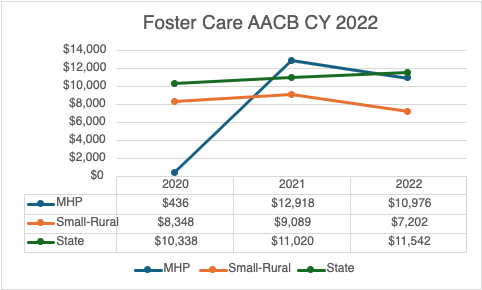 Foster Care AACB CY 2022
$14,000
$12,000
$10,000
$8,000
$6,000
$4,000
$2,000
$0
2020 2021 2022
MHP $436 $12,918 $10,976
Small-Rural $8,348 $9,089 $7,202
State $10,338 $11,020 $11,542
MHP Small-Rural State